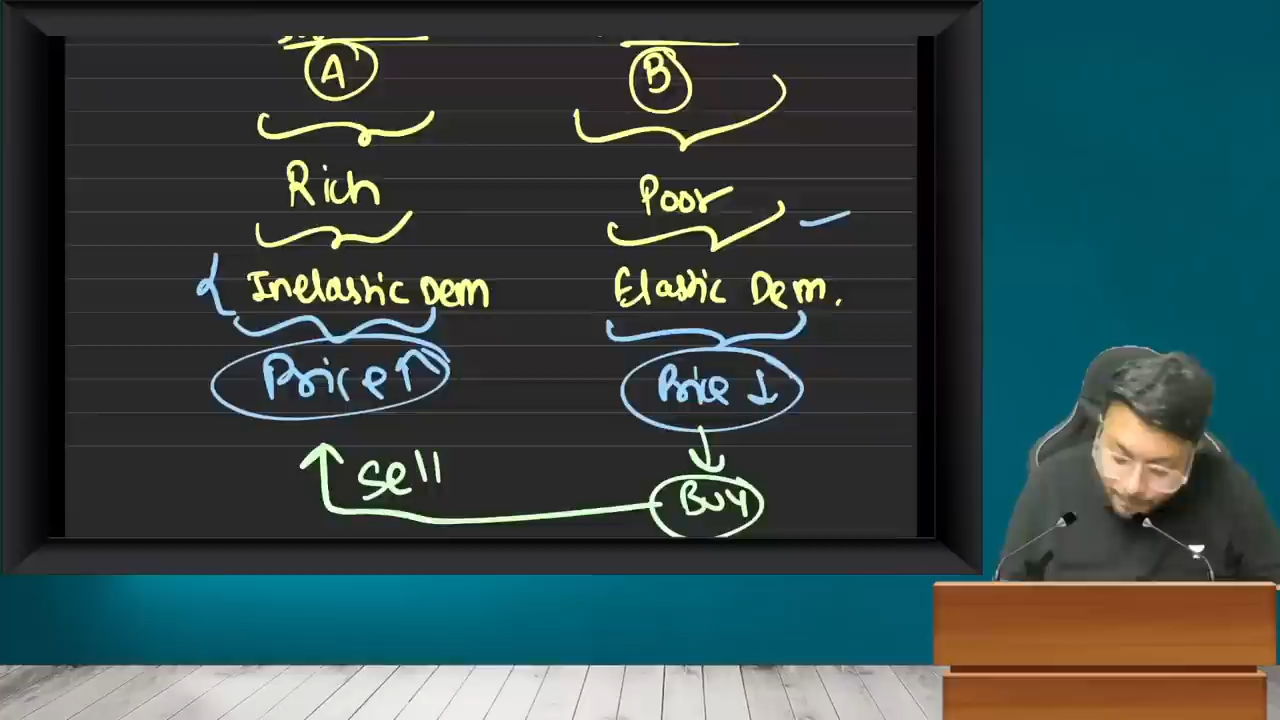 A B
Rich Poor
Inelastic Dem Elastic Dem.
Price↑ Price ↓
sell
Buy